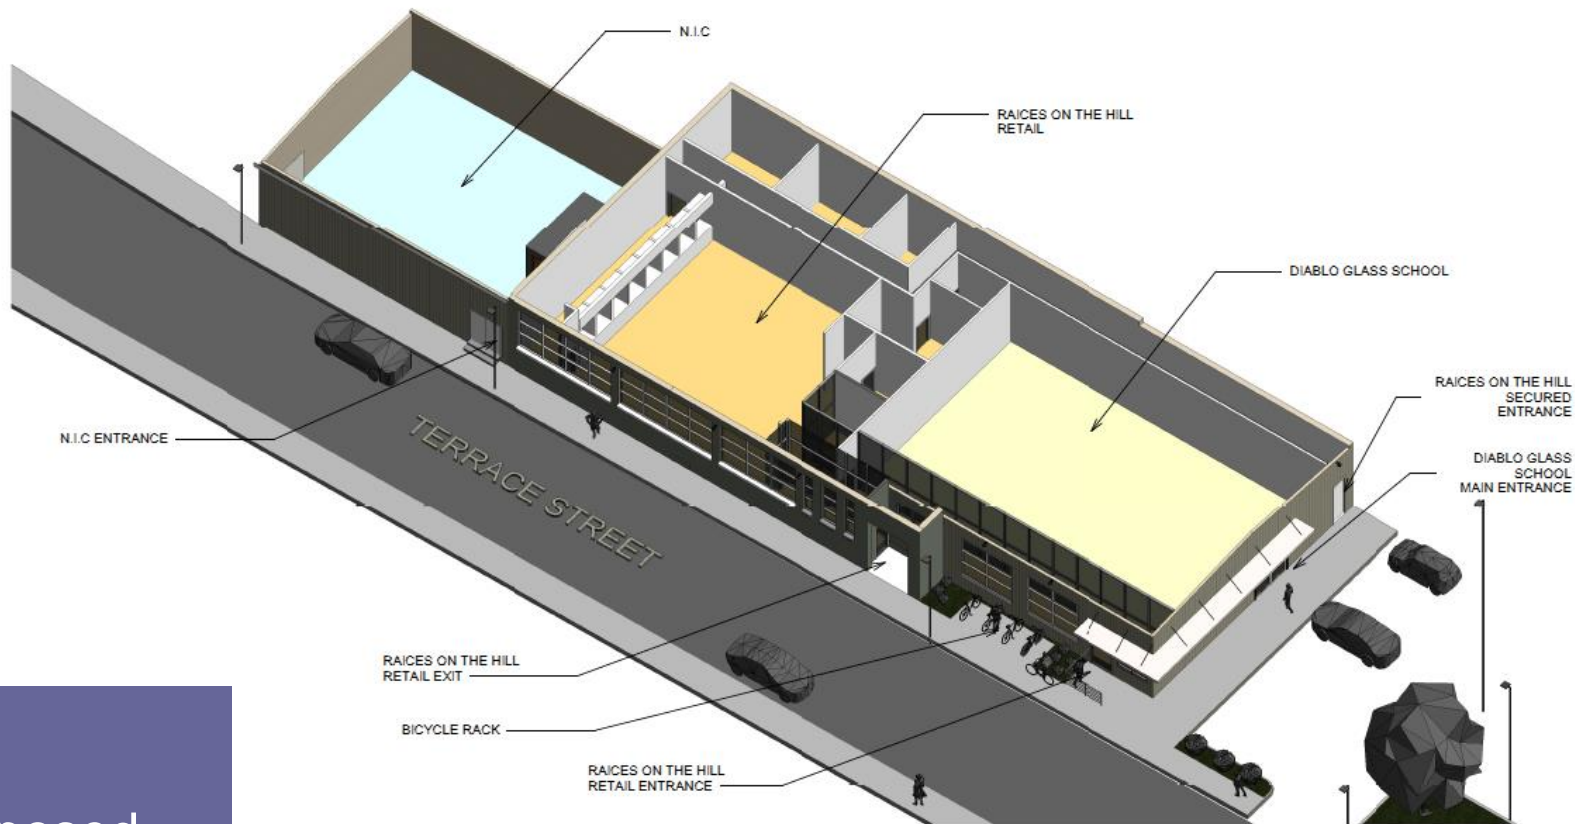 N.I.C
RAICES ON THE HILL
RETAIL
DIABLO GLASS SCHOOL
RAICES ON THE HILL
SECURED
ENTRANCE
N.I.C ENTRANCE
TERRACE STREET
DIABLO GLASS
SCHOOL
MAIN ENTRANCE
RAICES ON THE HILL
RETAIL EXIT
BICYCLE RACK
RAICES ON THE HILL
RETAIL ENTRANCE